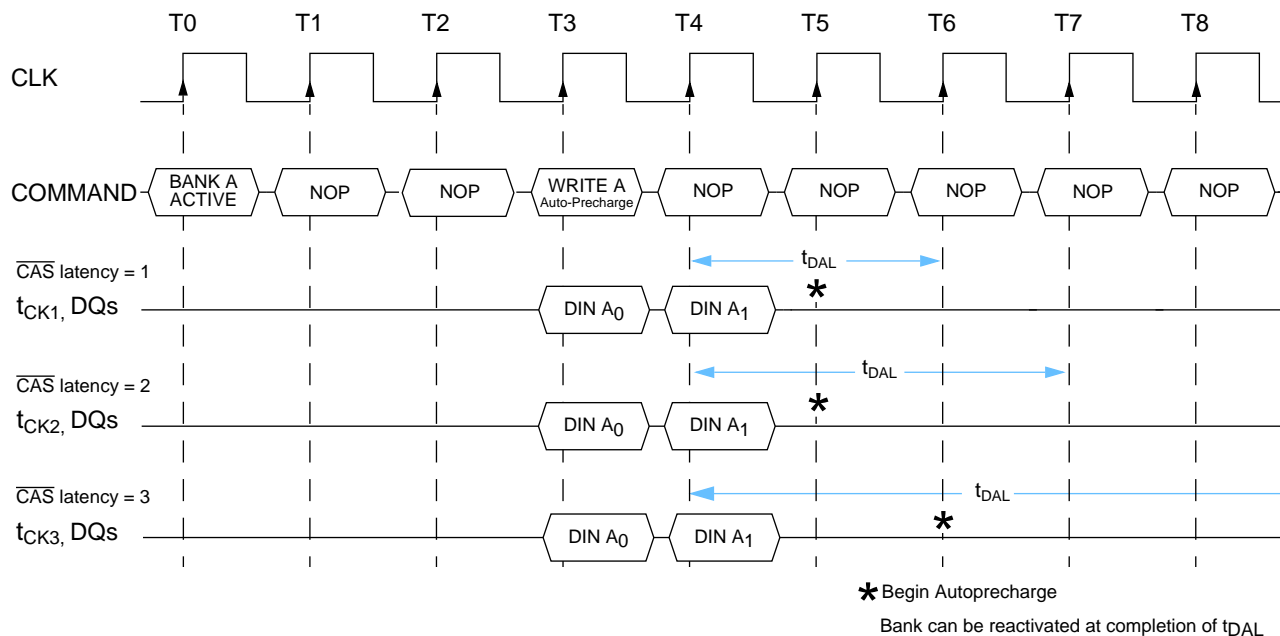 T0 T1 T2 T3 T4 T5 T6 T7 T8
CLK
COMMAND
BANK A
ACTIVE
NOP
NOP
WRITE A
Auto-Precharge
NOP
NOP
NOP
NOP
NOP
CAS latency = 1
tDAL
tCK1, DQs
DIN A0
DIN A1
*
CAS latency = 2
tDAL
tCK2, DQs
DIN A0
DIN A1
*
CAS latency = 3
tDAL
tCK3, DQs
DIN A0
DIN A1
*
* Begin Autoprecharge
Bank can be reactivated at completion of tDAL